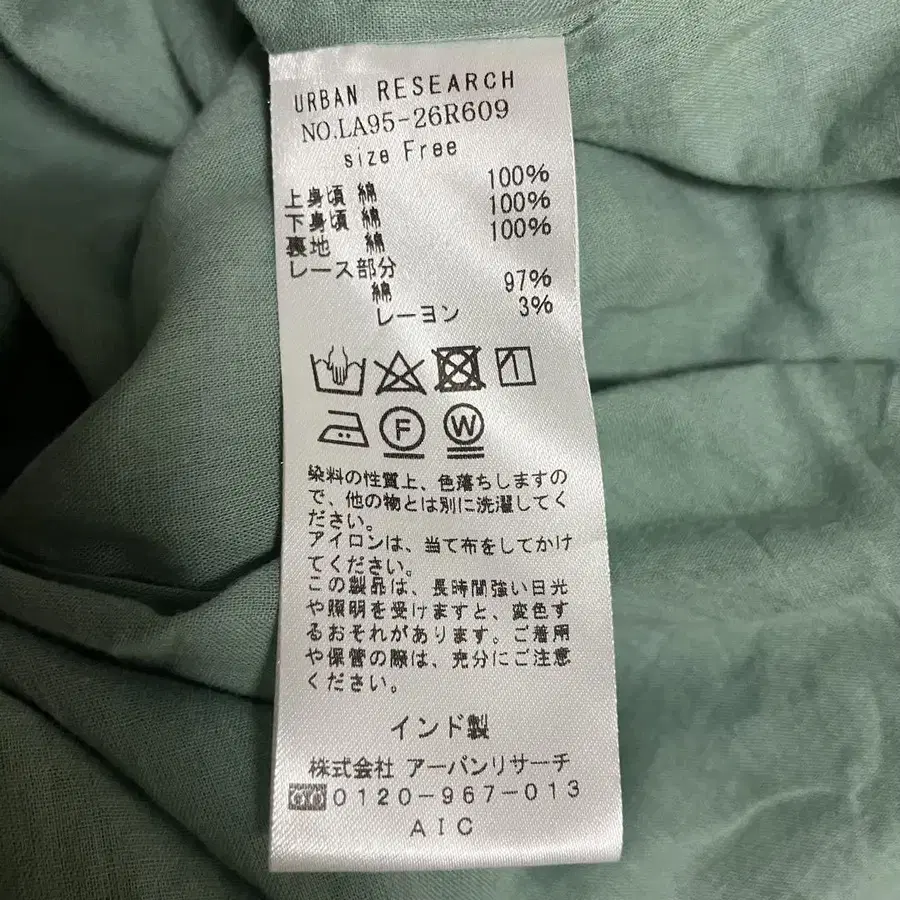 URBAN RESEARCH
NO.LA95-26R609
size Free
上身頃 綿 100%
下身頃 綿 100%
裏地 綿 100%
レース部分
綿 97%
レーヨン 3%
F W
染料の性質上、色落ちしますの
で、他の物とは別に洗濯してく
ださい。
アイロンは、当て布をしてかけ
てください。
この製品は、長時間強い日光
や照明を受けますと、変色す
るおそれがあります。ご着用
や保管の際は、充分にご注意
ください。
インド製
株式会社 アーバンリサーチ
0120-967-013
AIC